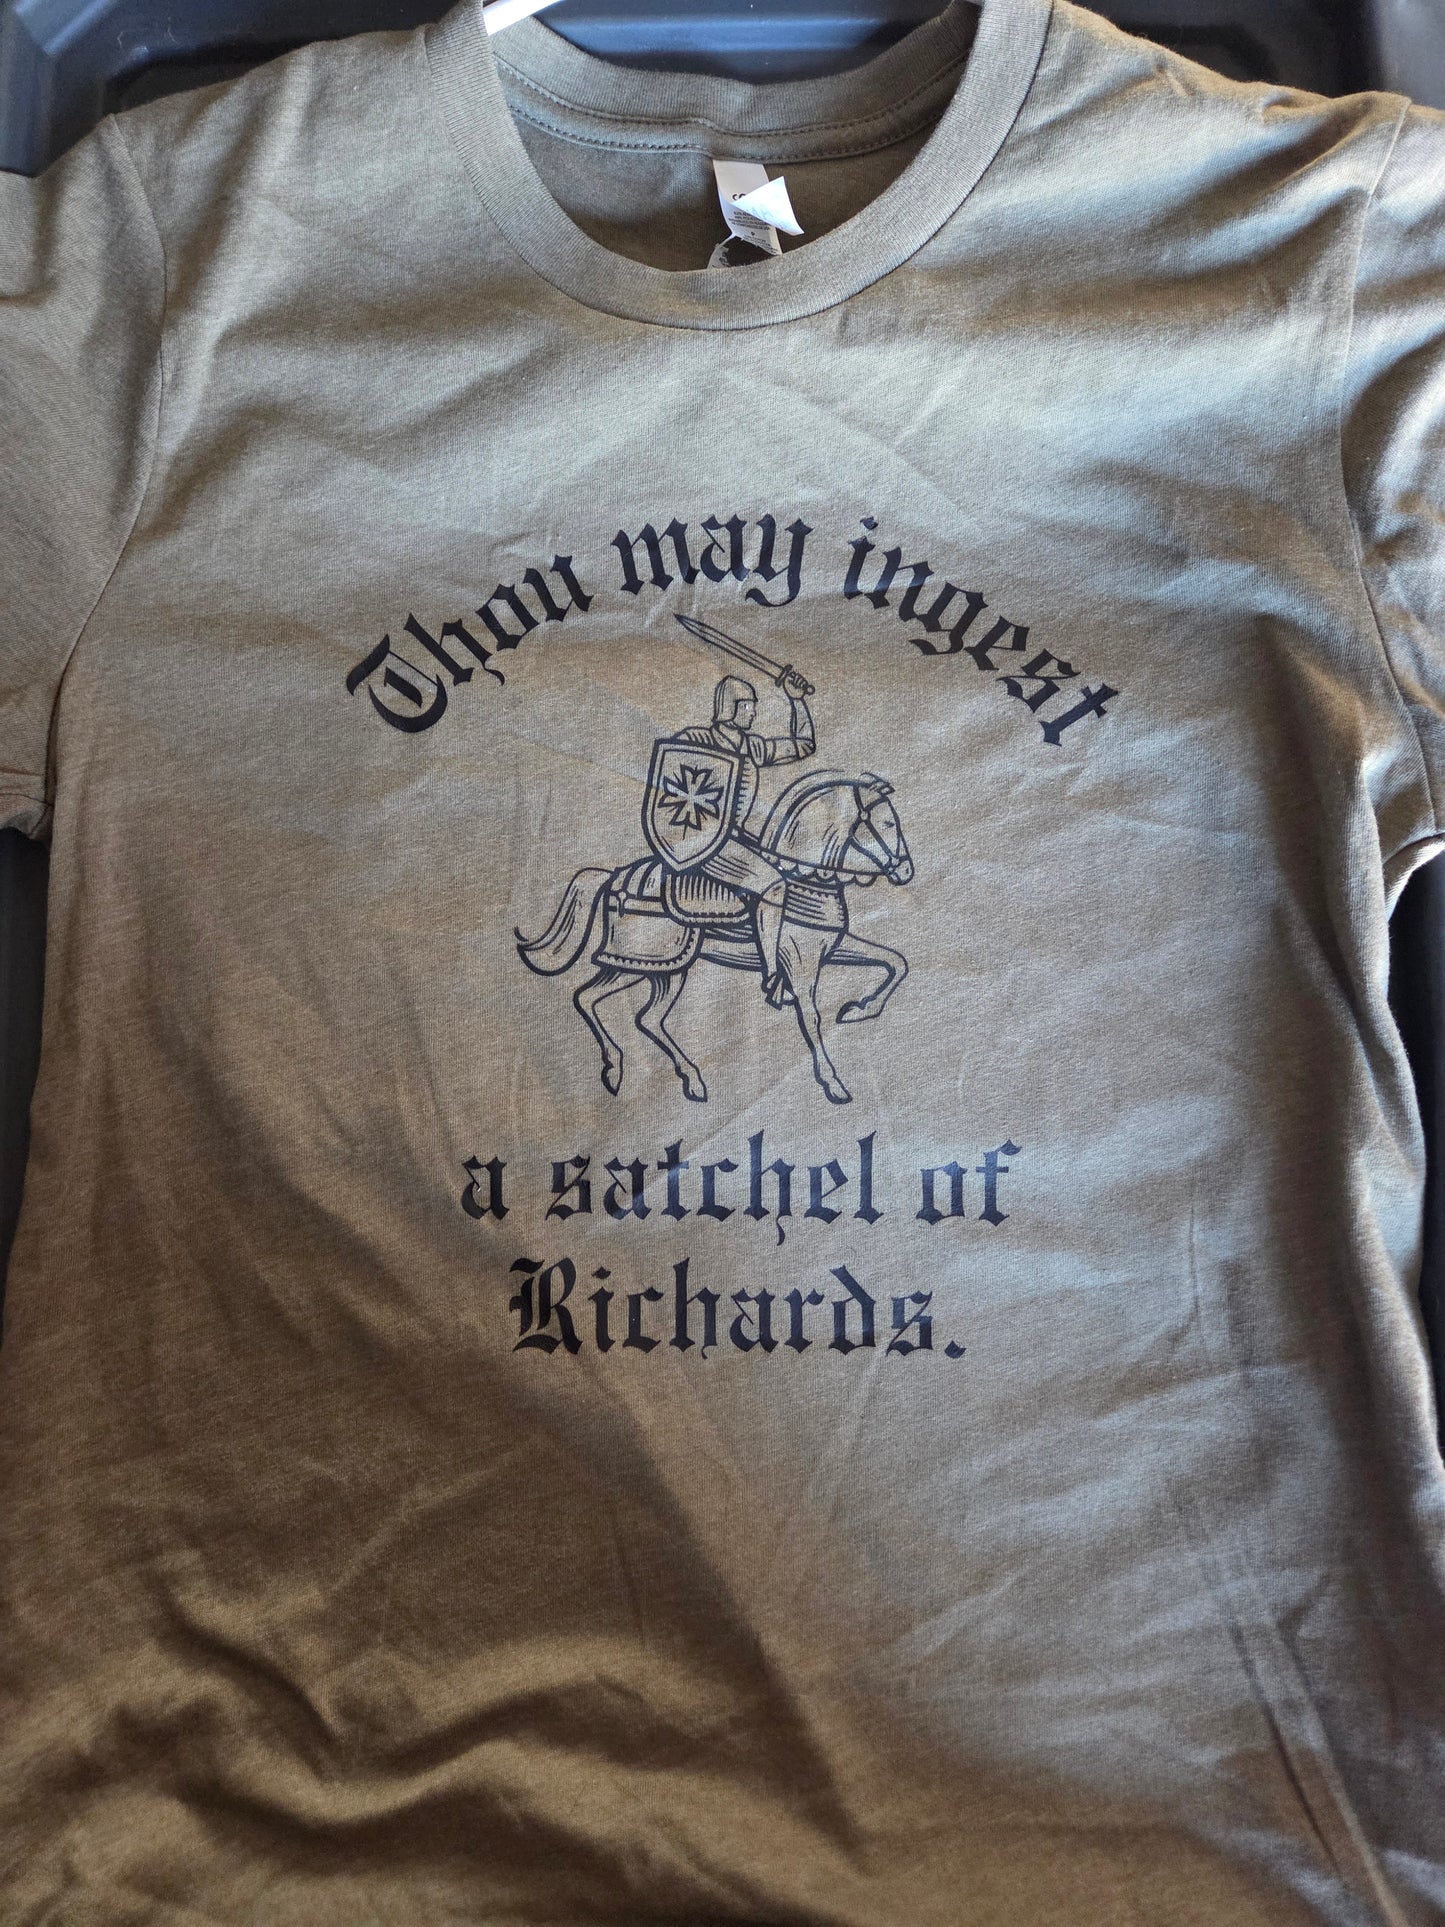 Thou may ingest
a satchel of
Richards.